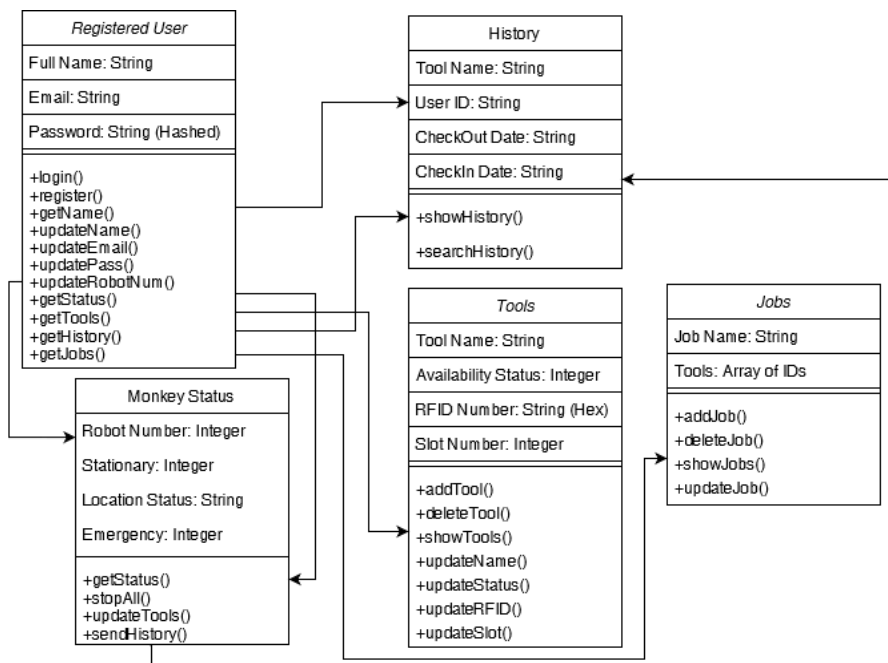 Registered User
Full Name: String
Email: String
Password: String (Hashed)
+login()
+register()
+getName()
+updateName()
+updateEmail()
+updatePass()
+updateRobotNum()
+getStatus()
+getTools()
+getHistory()
+getJobs()
History
Tool Name: String
User ID: String
CheckOut Date: String
CheckIn Date: String
+showHistory()
+searchHistory()
Monkey Status
Robot Number: Integer
Stationary: Integer
Location Status: String
Emergency: Integer
+getStatus()
+stopAll()
+updateTools()
+sendHistory()
Tools
Tool Name: String
Availability Status: Integer
RFID Number: String (Hex)
Slot Number: Integer
+addTool()
+deleteTool()
+showTools()
+updateName()
+updateStatus()
+updateRFID()
+updateSlot()
Jobs
Job Name: String
Tools: Array of IDs
+addJob()
+deleteJob()
+showJobs()
+updateJob()